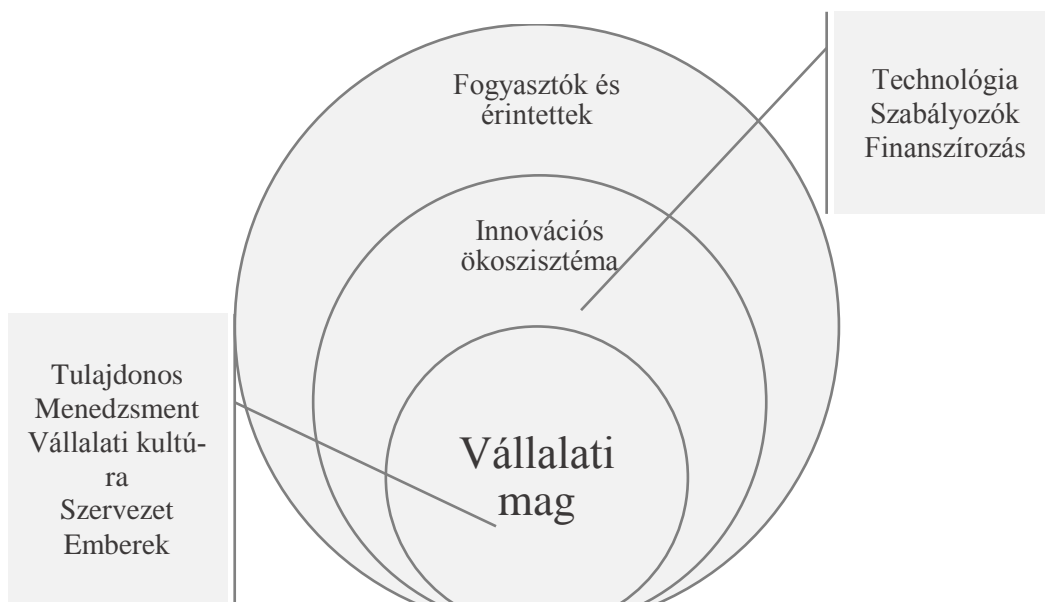 Fogyasztók és
érintettek
Technológia
Szabályozók
Finanszírozás
Innovációs
ökoszisztéma
Tulajdonos
Menedzsment
Vállalati kultú-
ra
Szervezet
Emberek
Vállalati
mag